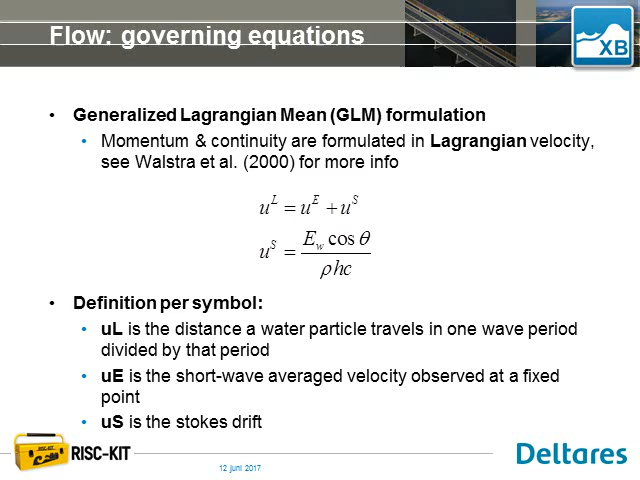 Flow: governing equations
XB
• Generalized Lagrangian Mean (GLM) formulation
• Momentum & continuity are formulated in Lagrangian velocity,
see Walstra et al. (2000) for more info
u^L = u^E + u^S
u^S = \frac{E_w cos θ}{ρhc}
• Definition per symbol:
• uL is the distance a water particle travels in one wave period
divided by that period
• uE is the short-wave averaged velocity observed at a fixed
point
• uS is the stokes drift
RISC-KIT
12 juni 2017
Deltares